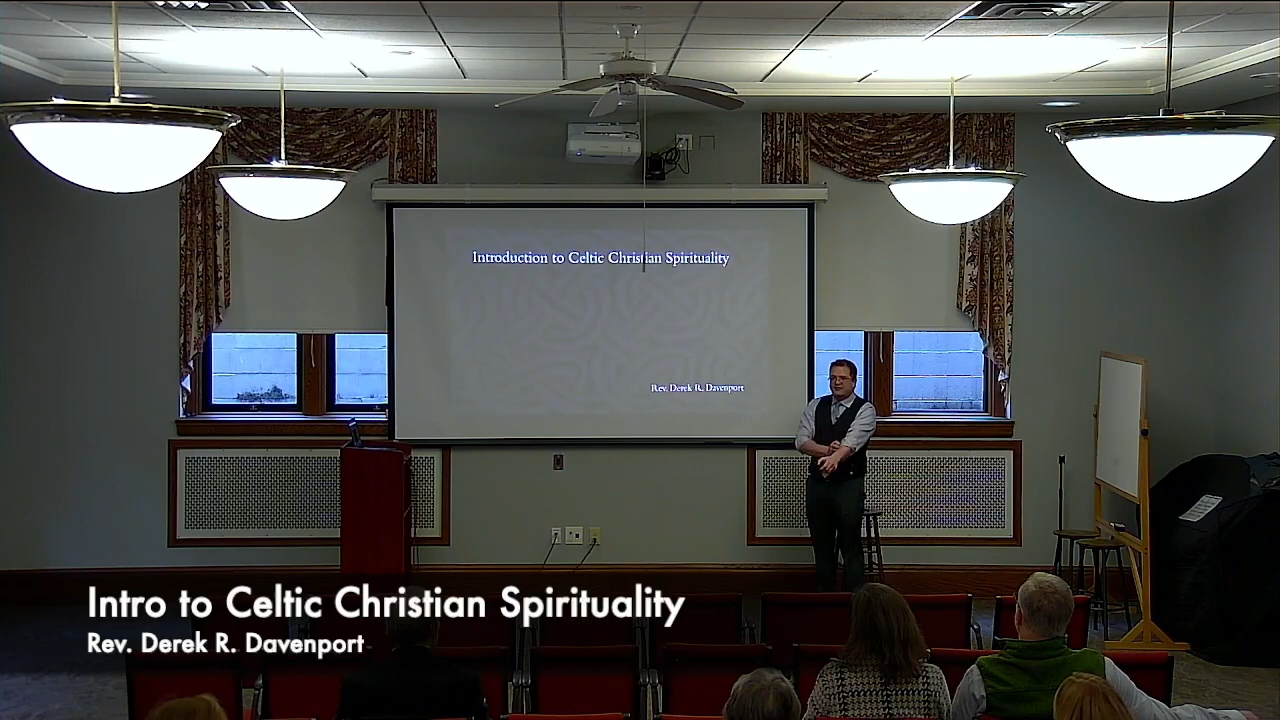 Introduction to Celtic Christian Spirituality
Rev. Derek R. Davenport
Intro to Celtic Christian Spirituality
Rev. Derek R. Davenport